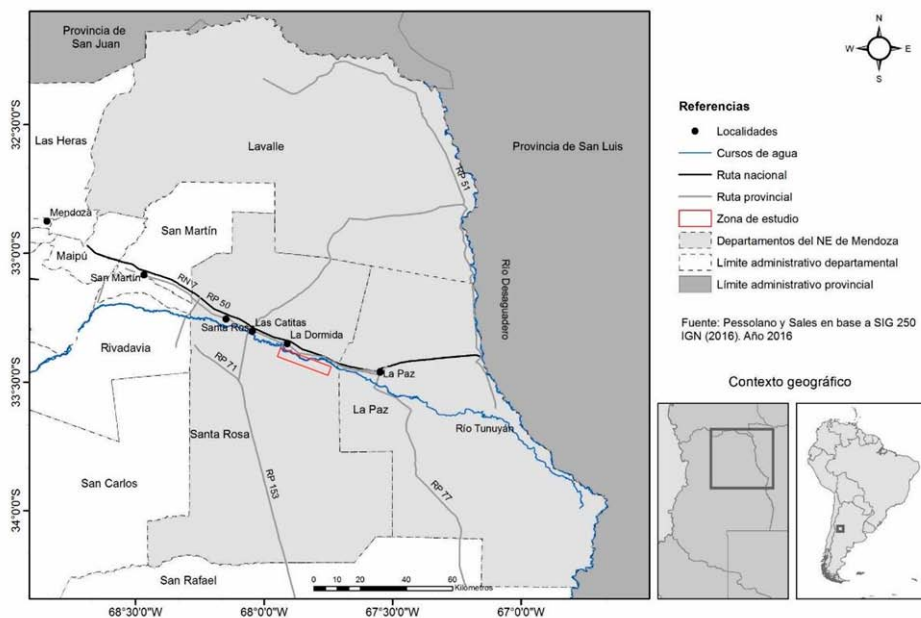 Provincia de
San Juan
Las Heras
Lavalle
Provincia de San Luis
RP 51
Mendoza
San Martín
Maipú
San Martín
RN 7
RP 50
Río Desaguadero
Santa Rosa
Las Catitas
La Dormida
Rivadavia
RP 71
La Paz
La Paz
Río Tunuyán
Santa Rosa
San Carlos
RP 153
RP 77
San Rafael
0 10 20 40 60
Kilómetros
32°30'0"S
33°0'0"S
33°30'0"S
34°0'0"S
68°30'0"W
68°0'0"W
67°30'0"W
67°0'0"W
N
W
E
S
Referencias
Localidades
Cursos de agua
Ruta nacional
Ruta provincial
Zona de estudio
Departamentos del NE de Mendoza
Límite administrativo departamental
Límite administrativo provincial
Fuente: Pessolano y Sales en base a SIG 250
IGN (2016). Año 2016
Contexto geográfico